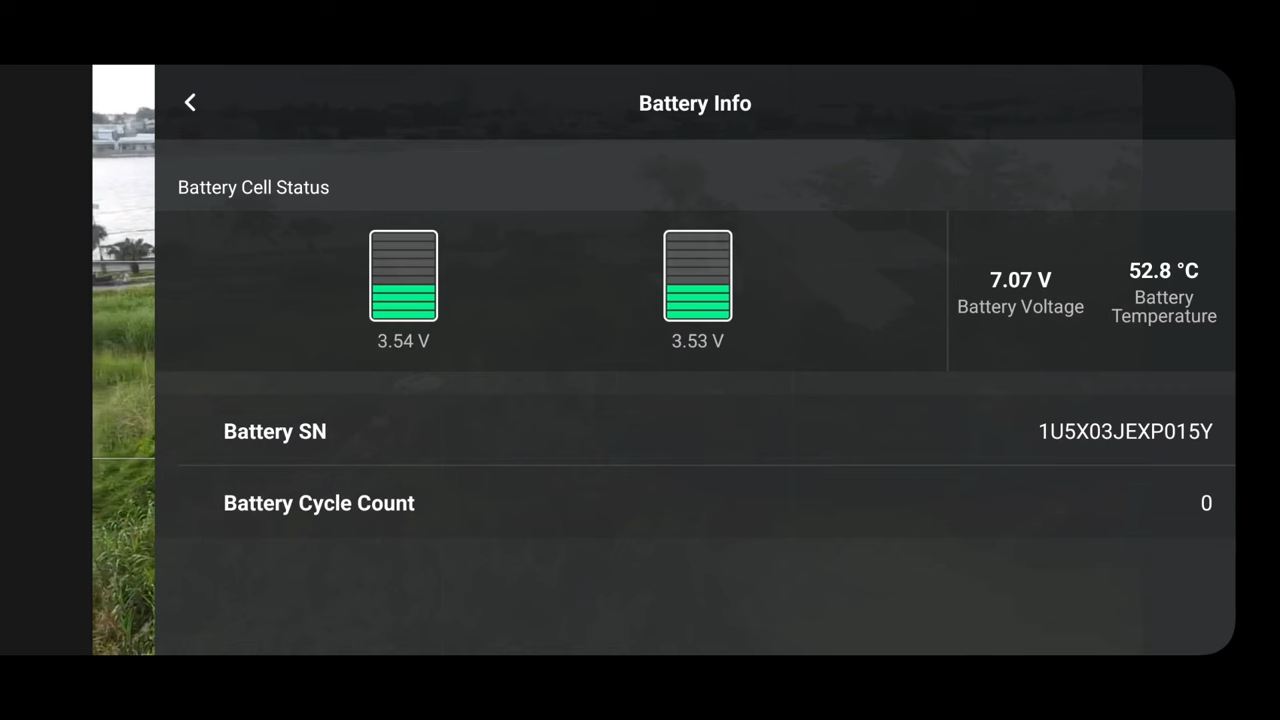 Battery Info
Battery Cell Status
3.54 V
3.53 V
7.07 V
Battery Voltage
52.8 °C
Battery
Temperature
Battery SN 1U5X03JEXP015Y
Battery Cycle Count 0